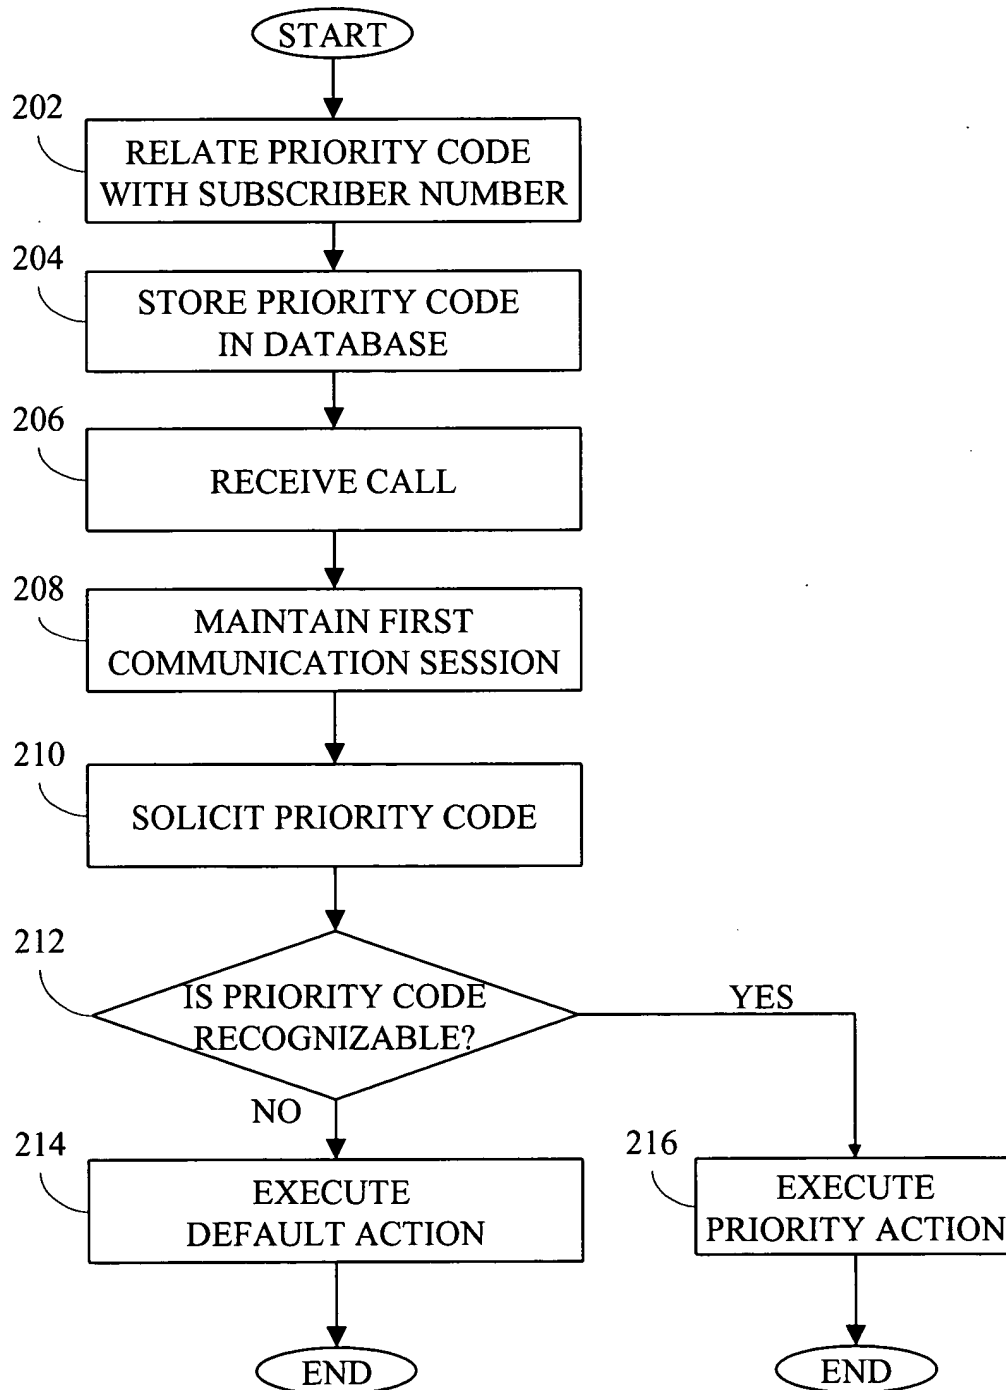 START
202
RELATE PRIORITY CODE
WITH SUBSCRIBER NUMBER
204
STORE PRIORITY CODE
IN DATABASE
206
RECEIVE CALL
208
MAINTAIN FIRST
COMMUNICATION SESSION
210
SOLICIT PRIORITY CODE
212
IS PRIORITY CODE
RECOGNIZABLE?
YES
NO
214
EXECUTE
DEFAULT ACTION
216
EXECUTE
PRIORITY ACTION
END
END